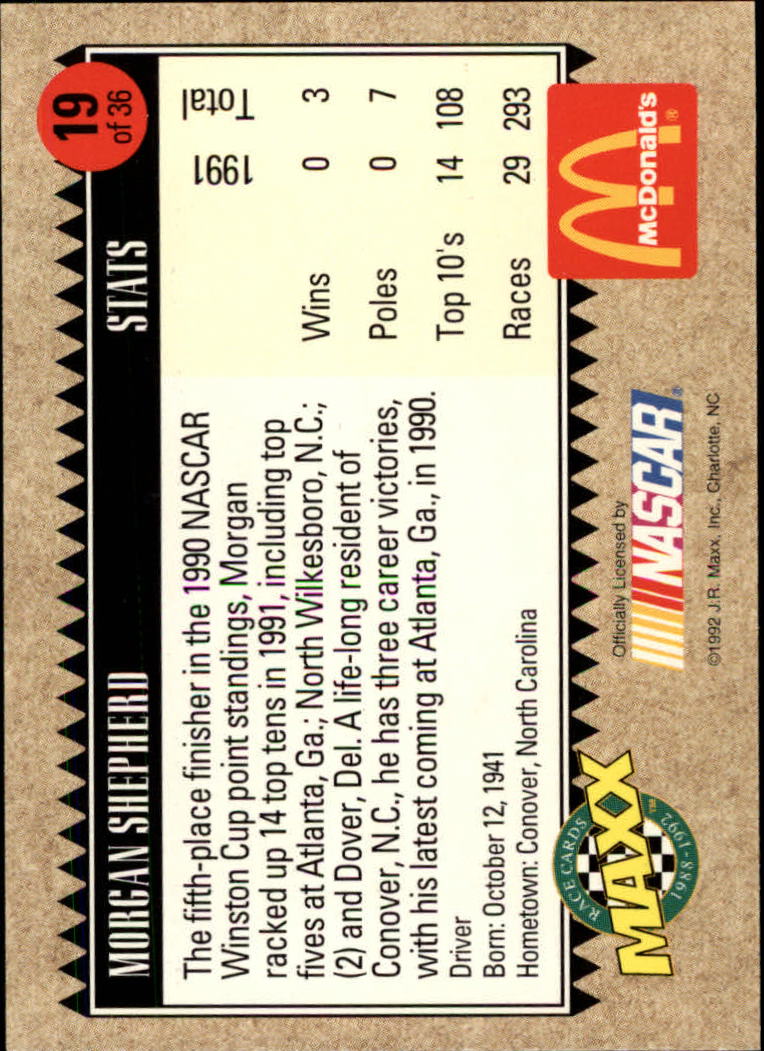 MORGAN SHEPHERD
STATS
19
of 36
The fifth-place finisher in the 1990 NASCAR
Winston Cup point standings, Morgan
racked up 14 top tens in 1991, including top
fives at Atlanta, Ga.; North Wilkesboro, N.C.;
(2) and Dover, Del. A life-long resident of
Conover, N.C., he has three career victories,
with his latest coming at Atlanta, Ga., in 1990.
Driver
Born: October 12, 1941
Hometown: Conover, North Carolina
1991 Total
Wins 0 3
Poles 0 7
Top 10's 14 108
Races 29 293
RACE CARDS
MAXX™
1988-1992
Officially Licensed by
NASCAR®
©1992 J.R. Maxx, Inc., Charlotte, NC
McDonald's®